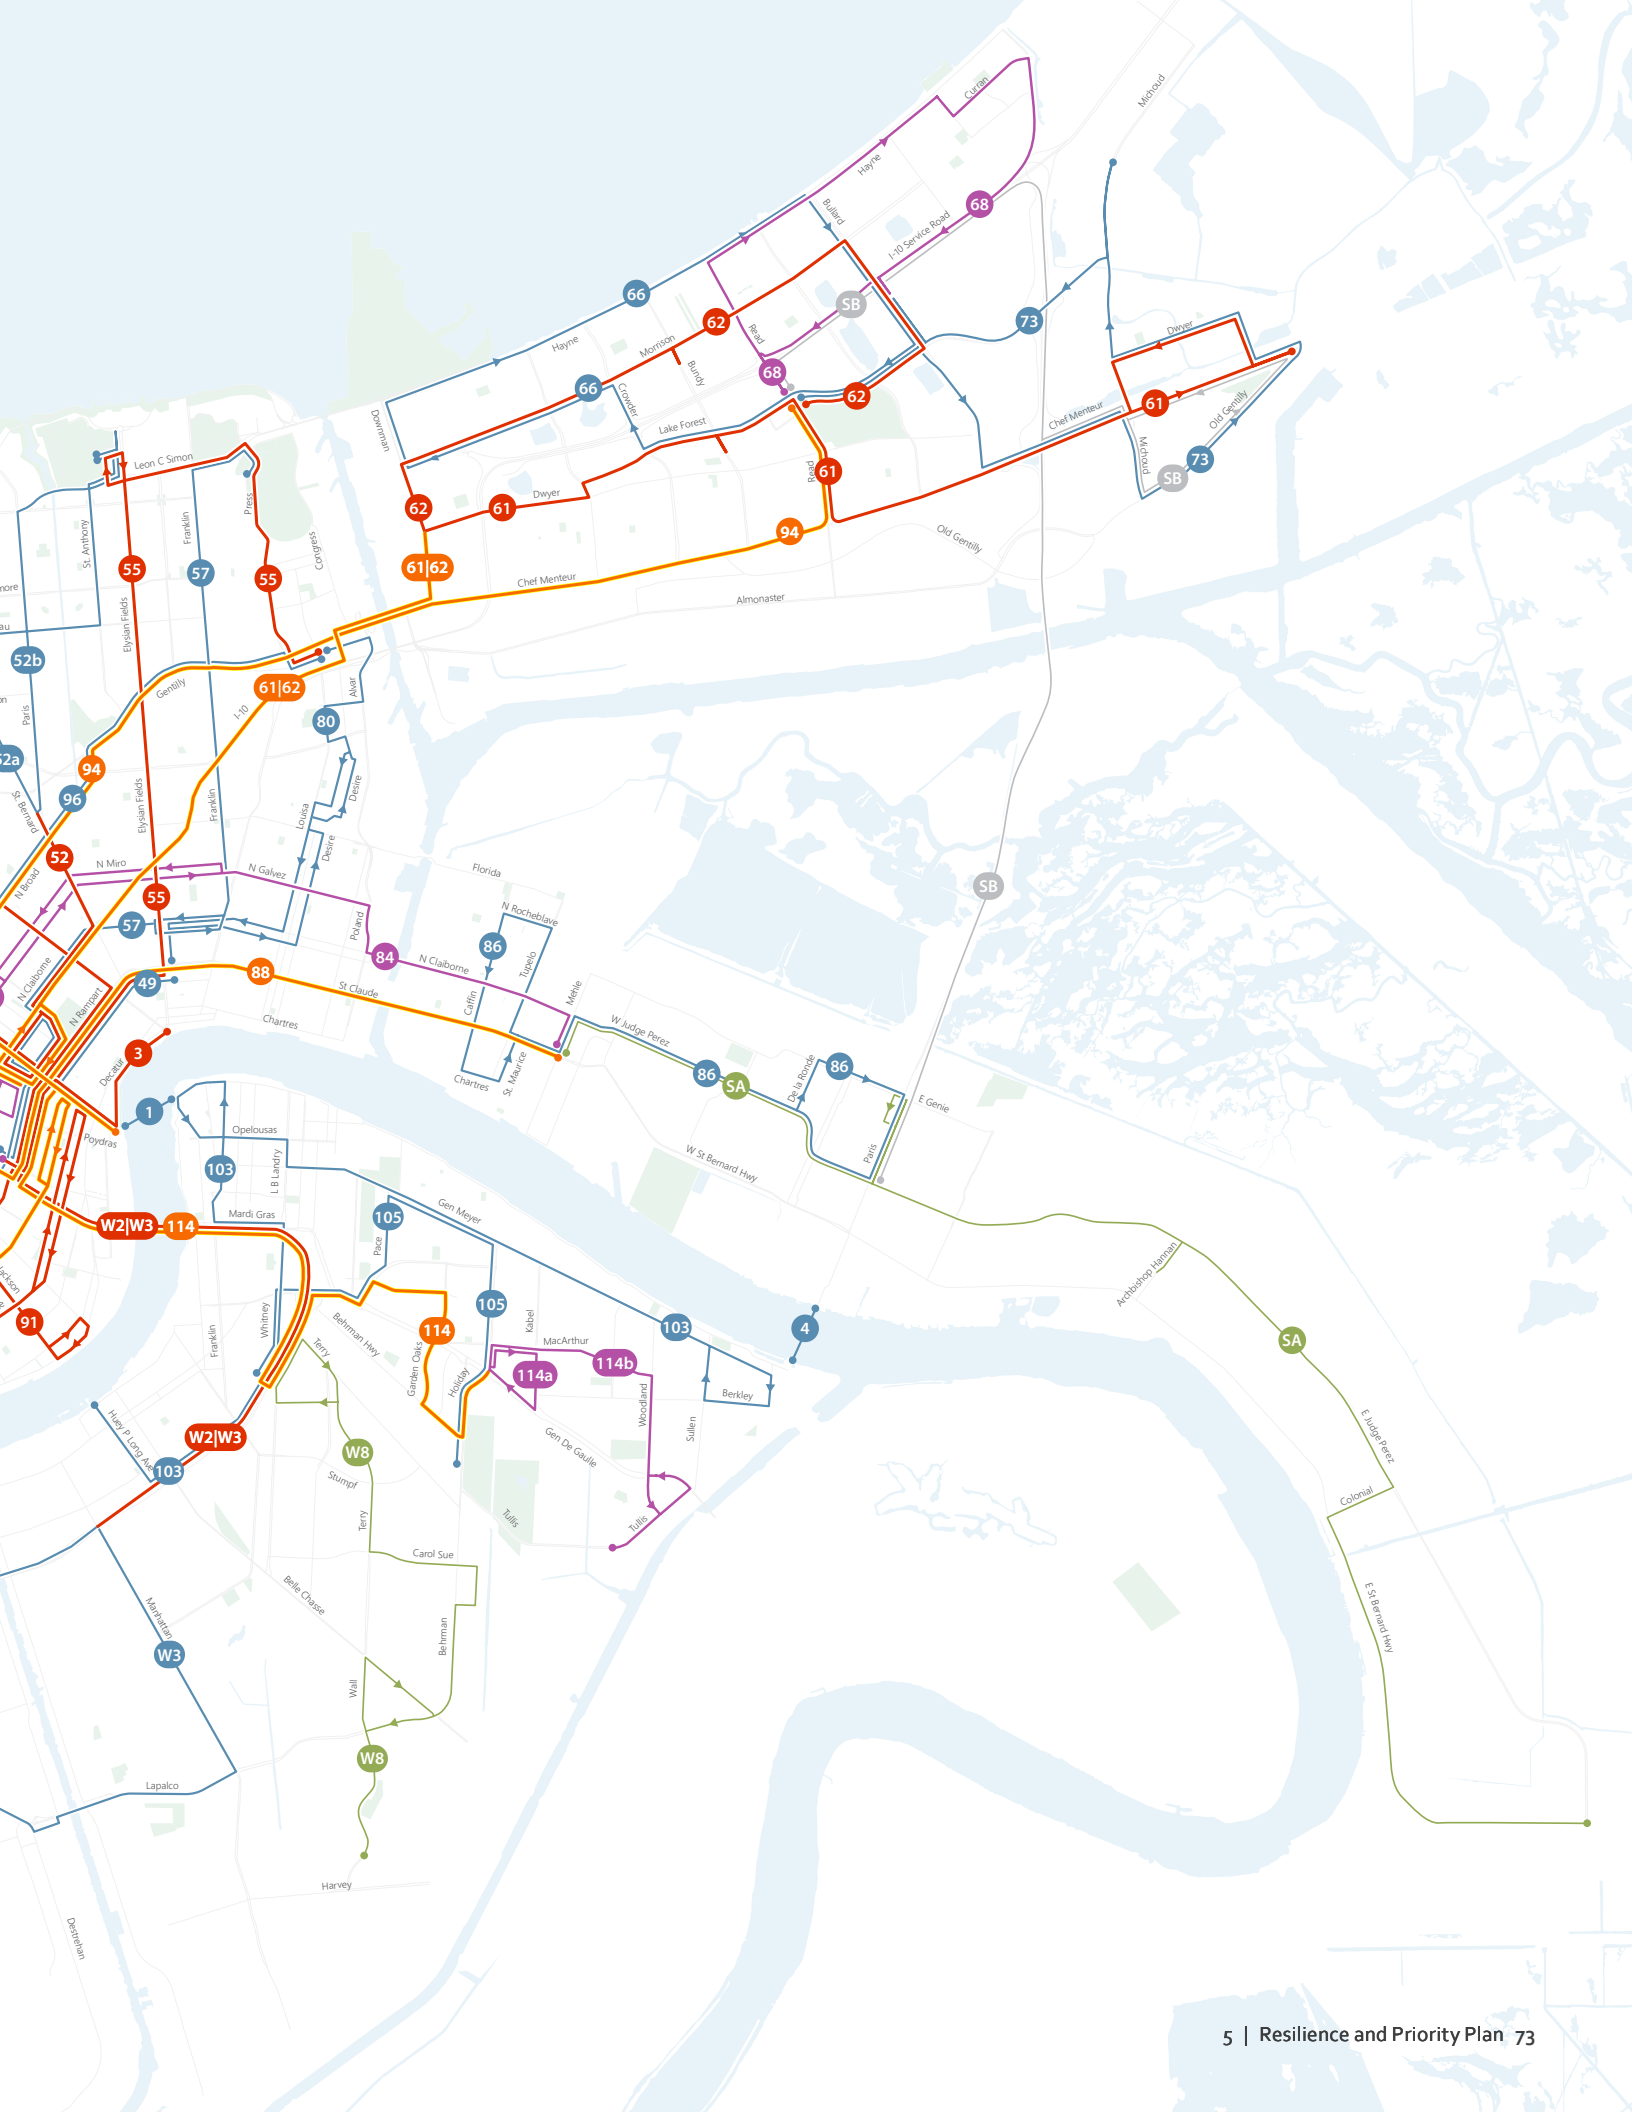 Curran
Michoud
Hayne
68
Bullard
I-10 Service Road
66
SB
62
73
Read
Dwyer
Morrison
Hayne
Bundy
68
66
62
Crowder
61
Old Gentilly
Chef Menteur
Lake Forest
Downman
Michoud
73
SB
Leon C Simon
Read
61
Dwyer
62
61
Press
Franklin
St. Anthony
94
Old Gentilly
Congress
55
57
55
61|62
Chef Menteur
Almonaster
Elysian Fields
52b
Gentilly
61|62
Alvar
Paris
I-10
80
52a
94
96
Desire
St. Bernard
Elysian Fields
Franklin
Louisa
Desire
52
N Miro
N Galvez
Florida
N Broad
55
SB
57
Poland
N Rocheblave
86
84
N Claiborne
Tupelo
N Claiborne
88
49
St Claude
Caffin
Mehle
N Rampart
Chartres
W Judge Perez
3
Decatur
Chartres
St. Maurice
86
SA
De la Ronde
86
E Genie
1
Poydras
Opelousas
Paris
103
L B Landry
W St Bernard Hwy
Mardi Gras
Gen Meyer
W2|W3
114
105
Pace
Archbishop Hannan
Jackson
91
Whitney
Franklin
Behrman Hwy
Terry
105
Kabel
103
4
SA
114
MacArthur
114b
Garden Oaks
Holiday
114a
Woodland
Berkley
Sullen
Huey P Long Ave
W2|W3
W8
Gen De Gaulle
E Judge Perez
103
Stumpf
Terry
Tullis
Tullis
Colonial
Carol Sue
Belle Chasse
Manhattan
Behrman
E St Bernard Hwy
W3
Wall
W8
Lapalco
Harvey
Destrehan
5 | Resilience and Priority Plan 73